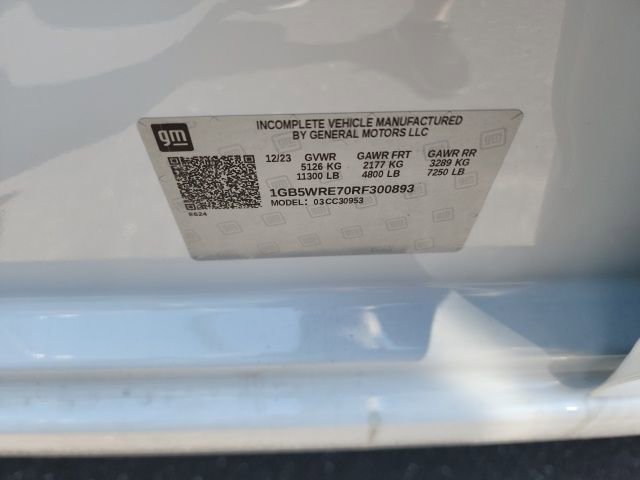 gm
INCOMPLETE VEHICLE MANUFACTURED
BY GENERAL MOTORS LLC
12/23 GVWR GAWR FRT GAWR RR
5126 KG 2177 KG 3289 KG
11300 LB 4800 LB 7250 LB
1GB5WRE70RF300893
MODEL: 03CC30953
8624